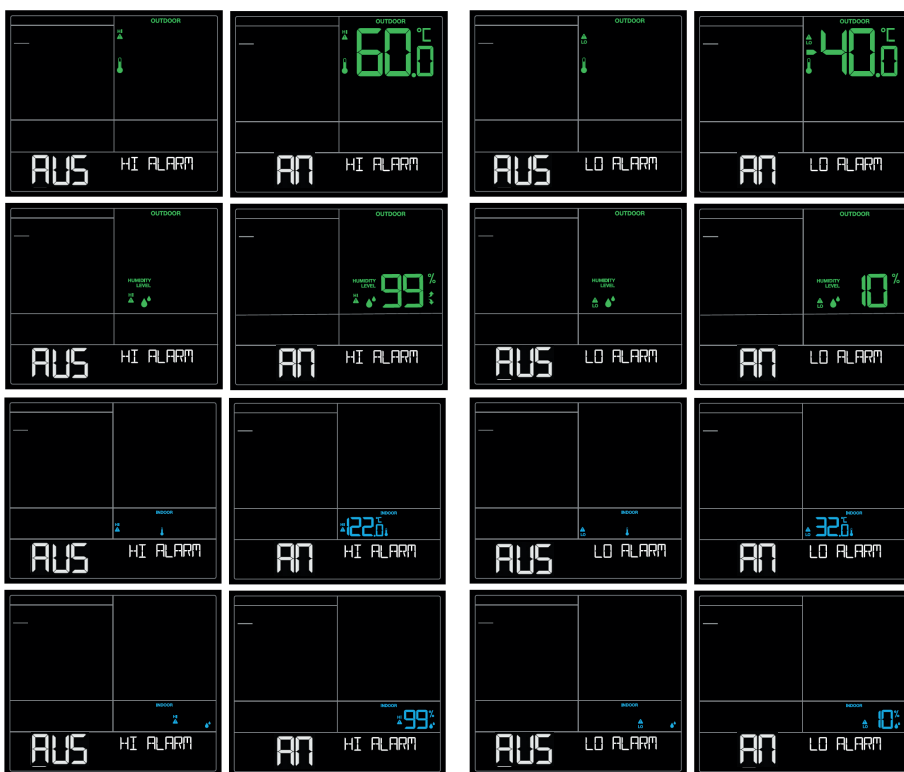 OUTDOOR
HI
AUS HI ALARM
OUTDOOR
HI
60.0 °C
AN HI ALARM
OUTDOOR
LO
AUS LO ALARM
OUTDOOR
LO
-40.0 °C
AN LO ALARM
OUTDOOR
HUMIDITY
LEVEL
HI
AUS HI ALARM
OUTDOOR
HUMIDITY
LEVEL
HI
99 %
AN HI ALARM
OUTDOOR
HUMIDITY
LEVEL
LO
AUS LO ALARM
OUTDOOR
HUMIDITY
LEVEL
LO
10 %
AN LO ALARM
INDOOR
HI
AUS HI ALARM
INDOOR
HI
122.0 °C
AN HI ALARM
INDOOR
LO
AUS LO ALARM
INDOOR
LO
32.0 °C
AN LO ALARM
INDOOR
HI
AUS HI ALARM
INDOOR
HI
99 %
AN HI ALARM
INDOOR
LO
AUS LO ALARM
INDOOR
LO
10 %
AN LO ALARM